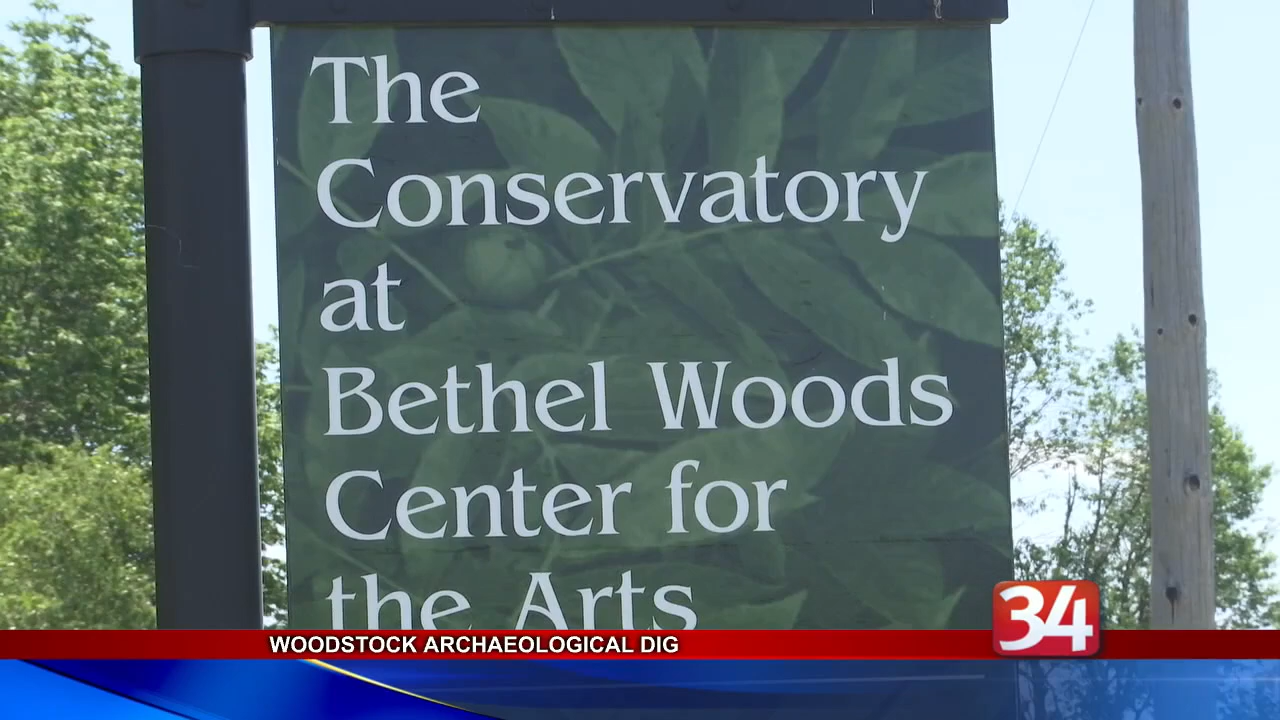 The
Conservatory
at
Bethel Woods
Center for
the Arts
34
WOODSTOCK ARCHAEOLOGICAL DIG